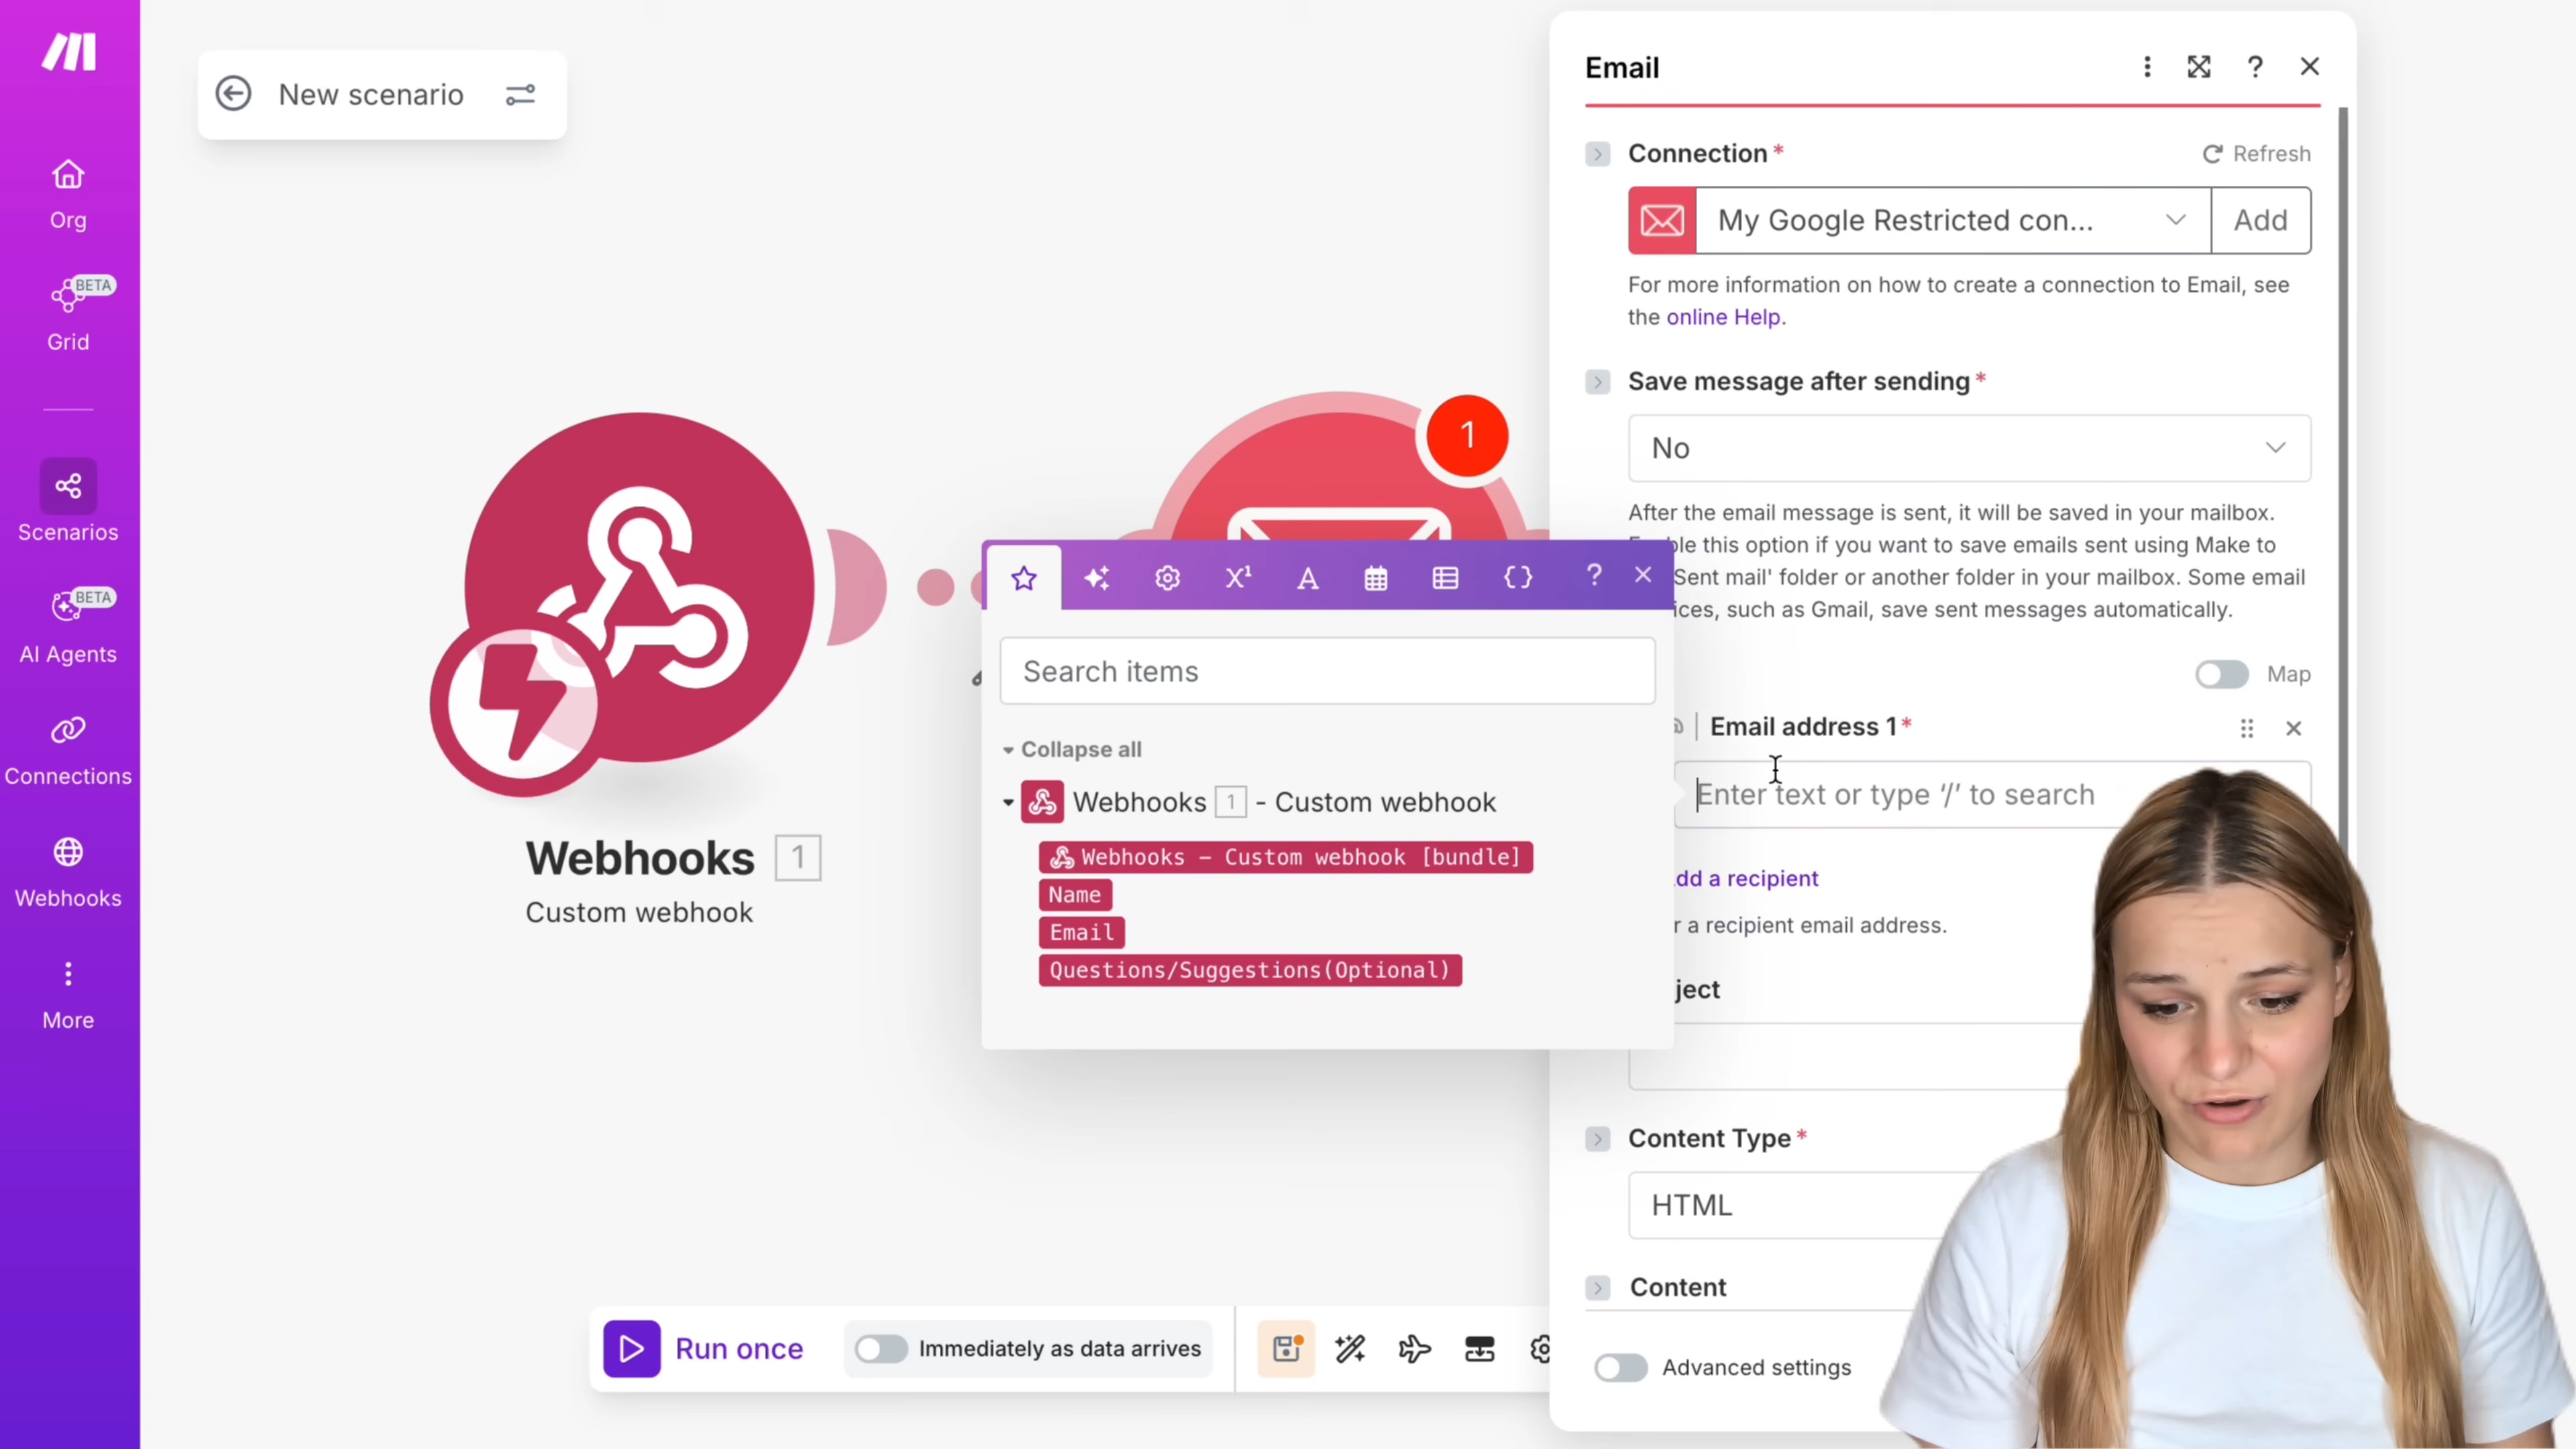 New scenario
Org
BETA
Grid
Scenarios
BETA
AI Agents
Connections
Webhooks
More
Webhooks 1
Custom webhook
1
Search items
Collapse all
Webhooks 1 - Custom webhook
Webhooks – Custom webhook [bundle]
Name
Email
Questions/Suggestions(Optional)
Run once
Immediately as data arrives
Email
Connection*
Refresh
My Google Restricted con...
Add
For more information on how to create a connection to Email, see
the online Help.
Save message after sending*
No
After the email message is sent, it will be saved in your mailbox.
this option if you want to save emails sent using Make to
Sent mail' folder or another folder in your mailbox. Some email
such as Gmail, save sent messages automatically.
Map
Email address 1*
Enter text or type ‘/’ to search
a recipient
a recipient email address.
Content Type*
HTML
Content
Advanced settings